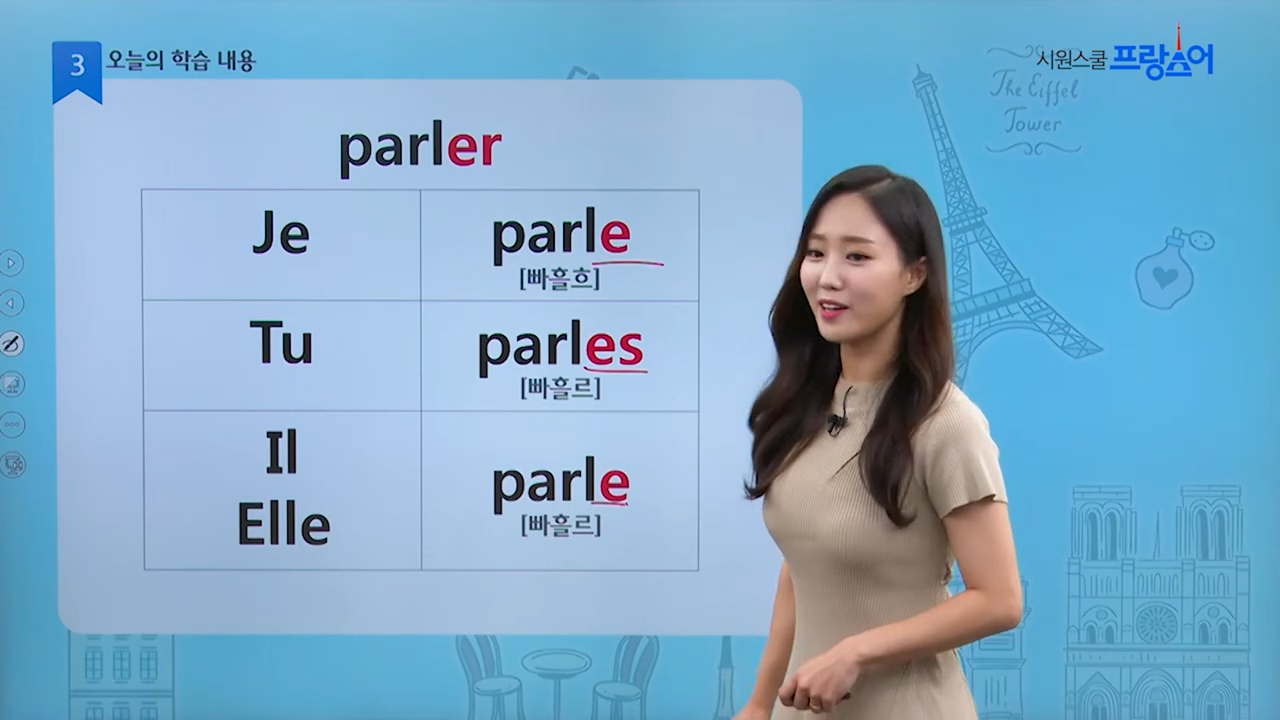 3 오늘의 학습 내용
시원스쿨 프랑스어
The Eiffel
Tower
parler
Je parle
[빠흘흐]
Tu parles
[빠흘르]
Il
Elle
parle
[빠흘르]